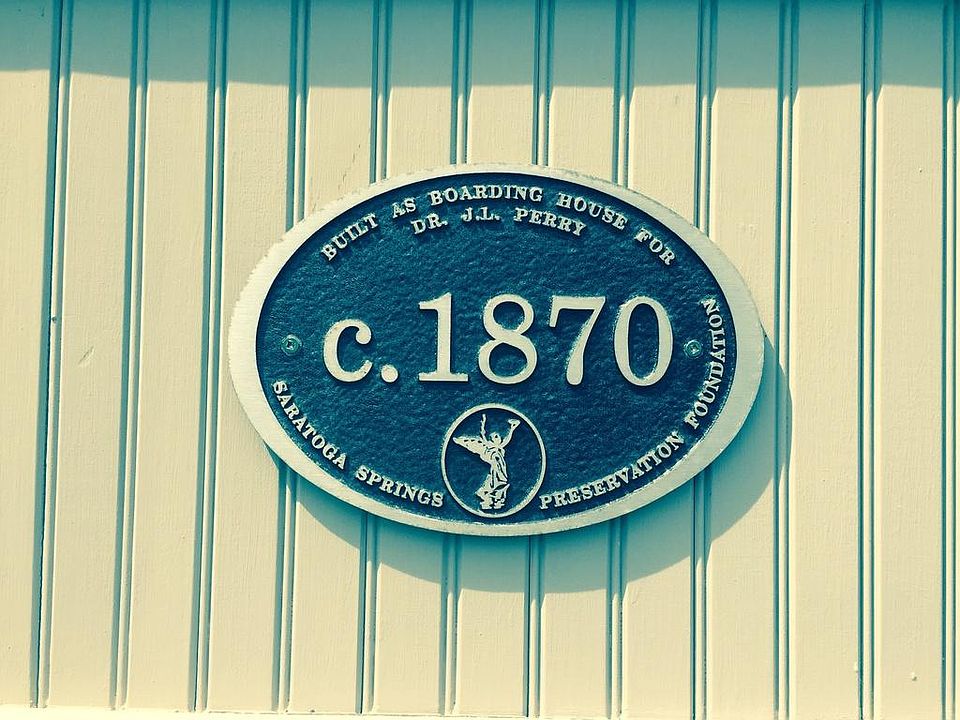 BUILT AS BOARDING HOUSE FOR
DR. J.L. PERRY
c.1870
SARATOGA SPRINGS PRESERVATION FOUNDATION